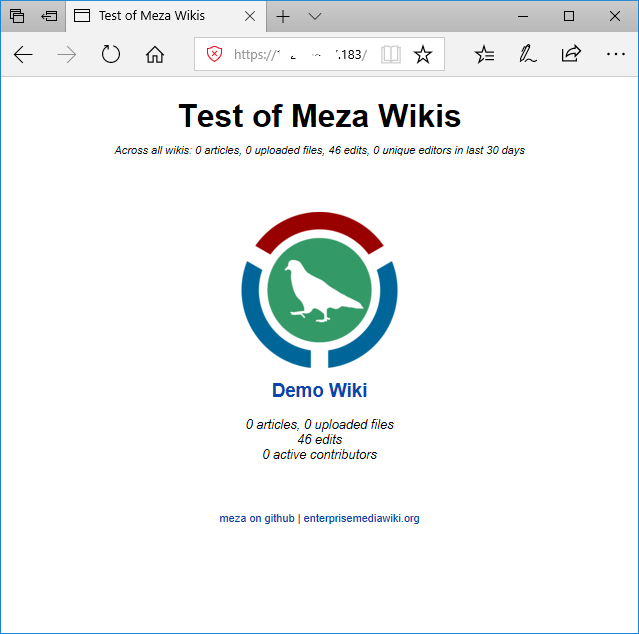 Test of Meza Wikis
https:// .183/
Test of Meza Wikis
Across all wikis: 0 articles, 0 uploaded files, 46 edits, 0 unique editors in last 30 days
Demo Wiki
0 articles, 0 uploaded files
46 edits
0 active contributors
meza on github | enterprisemediawiki.org